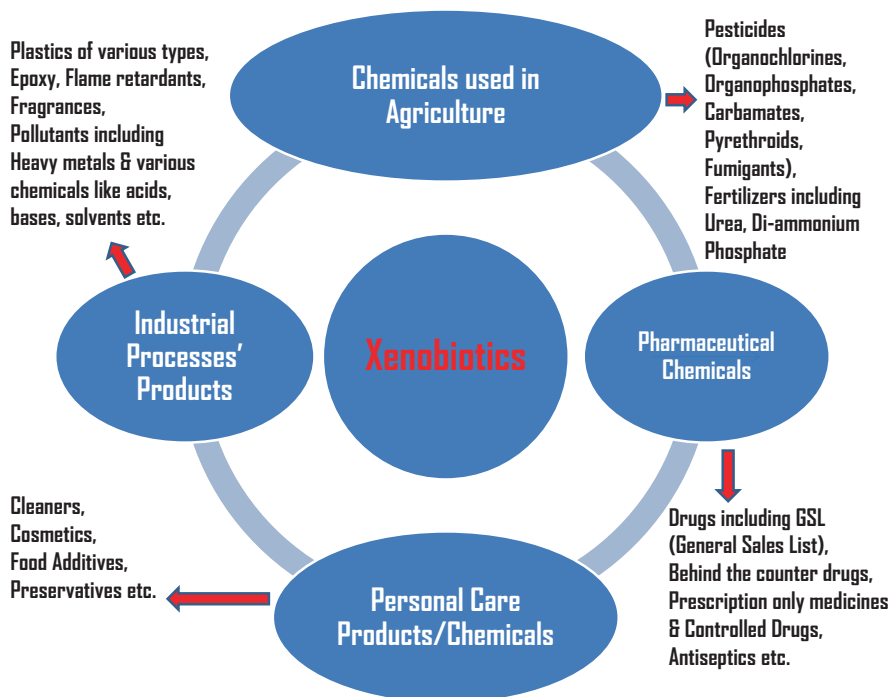 Plastics of various types,
Epoxy, Flame retardants,
Fragrances,
Pollutants including
Heavy metals & various
chemicals like acids,
bases, solvents etc.
Chemicals used in
Agriculture
Pesticides
(Organochlorines,
Organophosphates,
Carbamates,
Pyrethroids,
Fumigants),
Fertilizers including
Urea, Di-ammonium
Phosphate
Industrial
Processes'
Products
Xenobiotics
Pharmaceutical
Chemicals
Cleaners,
Cosmetics,
Food Additives,
Preservatives etc.
Personal Care
Products/Chemicals
Drugs including GSL
(General Sales List),
Behind the counter drugs,
Prescription only medicines
& Controlled Drugs,
Antiseptics etc.